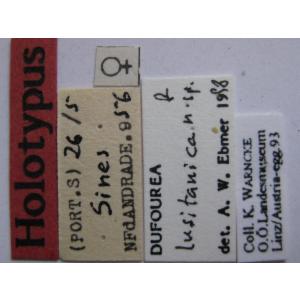 Holotypus
♀
(PORT.S) 26/5
Sines
NFdANDRADE.956
DUFOUREA ♀
lusitanica n.sp.
det. A. W. Ebmer 1998
Coll. K. WARNCKE
O.Ö.Landesmuseum
Linz/Austria-egg.93